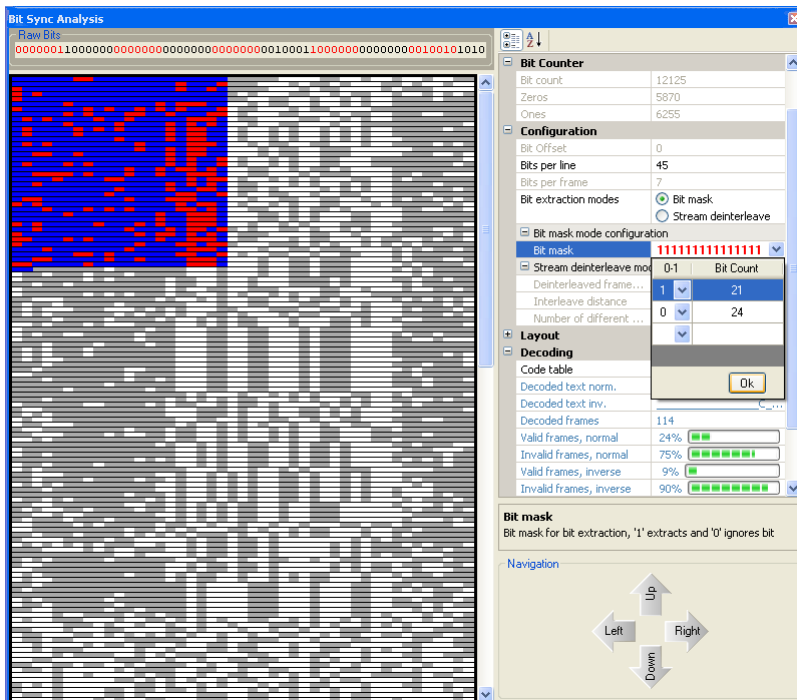 Bit Sync Analysis
Raw Bits
0000001100000000000000000000000000000100011000000000000000100101010
Bit Counter
Bit count 12125
Zeros 5870
Ones 6255
Configuration
Bit Offset 0
Bits per line 45
Bits per frame 7
Bit extraction modes Bit mask
Stream deinterleave
Bit mask mode configuration
Bit mask 111111111111111
Stream deinterleave mo
0-1 Bit Count
Deinterleaved frame...
1 21
Interleave distance
0 24
Number of different ...
Layout
Decoding
Code table
Ok
Decoded text norm.
Decoded text inv. ____________________C_...
Decoded frames 114
Valid frames, normal 24%
Invalid frames, normal 75%
Valid frames, inverse 9%
Invalid frames, inverse 90%
Bit mask
Bit mask for bit extraction, '1' extracts and '0' ignores bit
Navigation
Up
Left
Right
Down